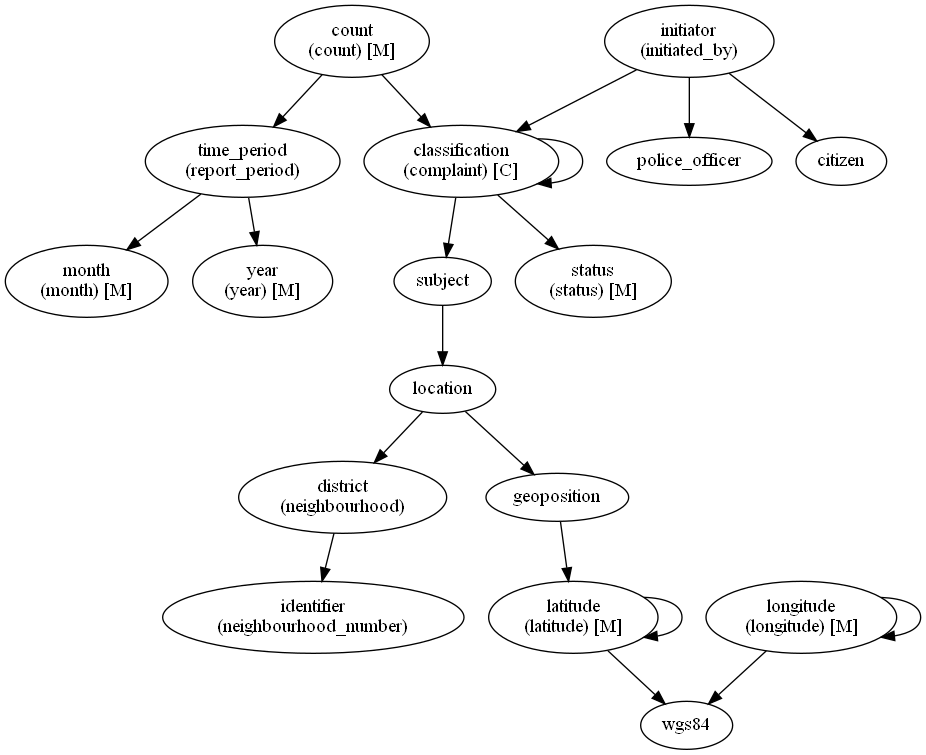 count
(count) [M]
initiator
(initiated_by)
time_period
(report_period)
classification
(complaint) [C]
police_officer
citizen
month
(month) [M]
year
(year) [M]
subject
status
(status) [M]
location
district
(neighbourhood)
geoposition
identifier
(neighbourhood_number)
latitude
(latitude) [M]
longitude
(longitude) [M]
wgs84